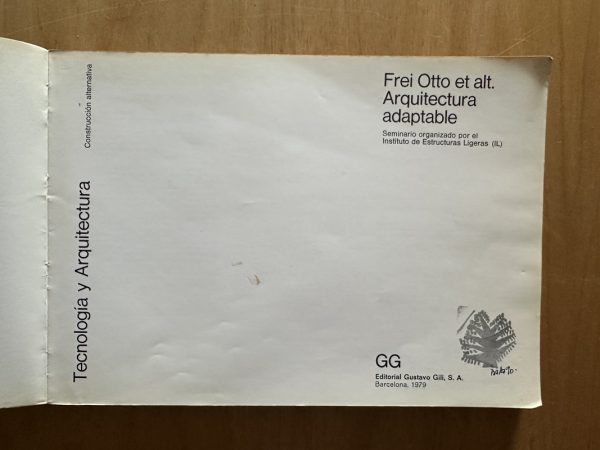 Frei Otto et alt.
Arquitectura
adaptable
Seminario organizado por el
Instituto de Estructuras Ligeras (IL)
Tecnología y Arquitectura
Construcción alternativa
GG
Editorial Gustavo Gili, S. A.
Barcelona, 1979